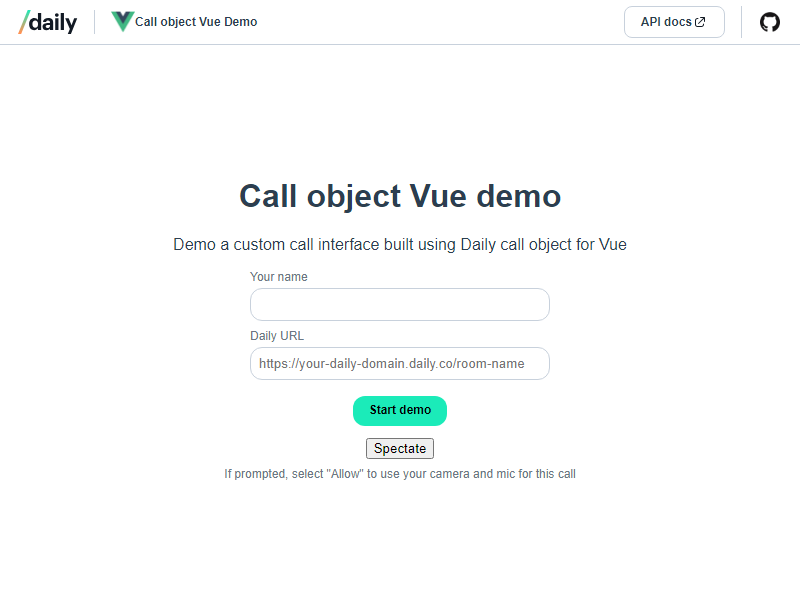 /daily
Call object Vue Demo
API docs
Call object Vue demo
Demo a custom call interface built using Daily call object for Vue
Your name
Daily URL
https://your-daily-domain.daily.co/room-name
Start demo
Spectate
If prompted, select "Allow" to use your camera and mic for this call